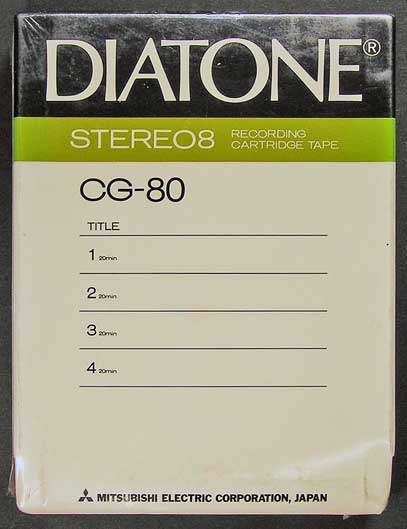 DIATONE®
STEREO8 RECORDING
CARTRIDGE TAPE
CG-80
TITLE
1 20min
2 20min
3 20min
4 20min
MITSUBISHI ELECTRIC CORPORATION, JAPAN